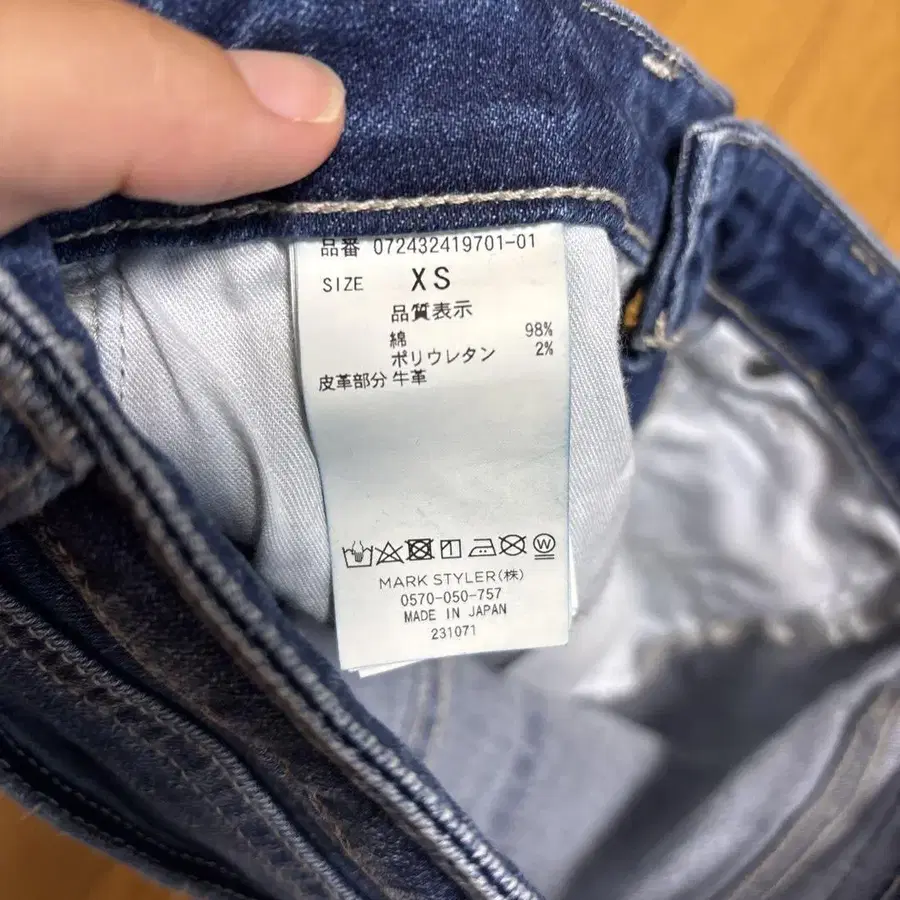 品番 072432419701-01
SIZE XS
品質表示
綿 98%
ポリウレタン 2%
皮革部分 牛革
W
MARK STYLER(株)
0570-050-757
MADE IN JAPAN
231071